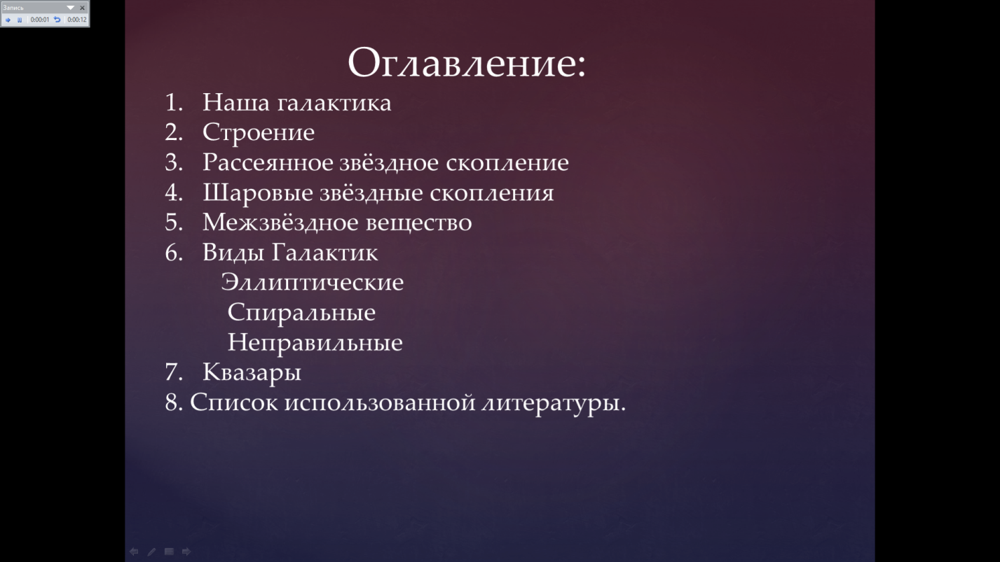 Запись
0:00:01 0:00:12
Оглавление:
1. Наша галактика
2. Строение
3. Рассеянное звёздное скопление
4. Шаровые звёздные скопления
5. Межзвёздное вещество
6. Виды Галактик
Эллиптические
Спиральные
Неправильные
7. Квазары
8. Список использованной литературы.